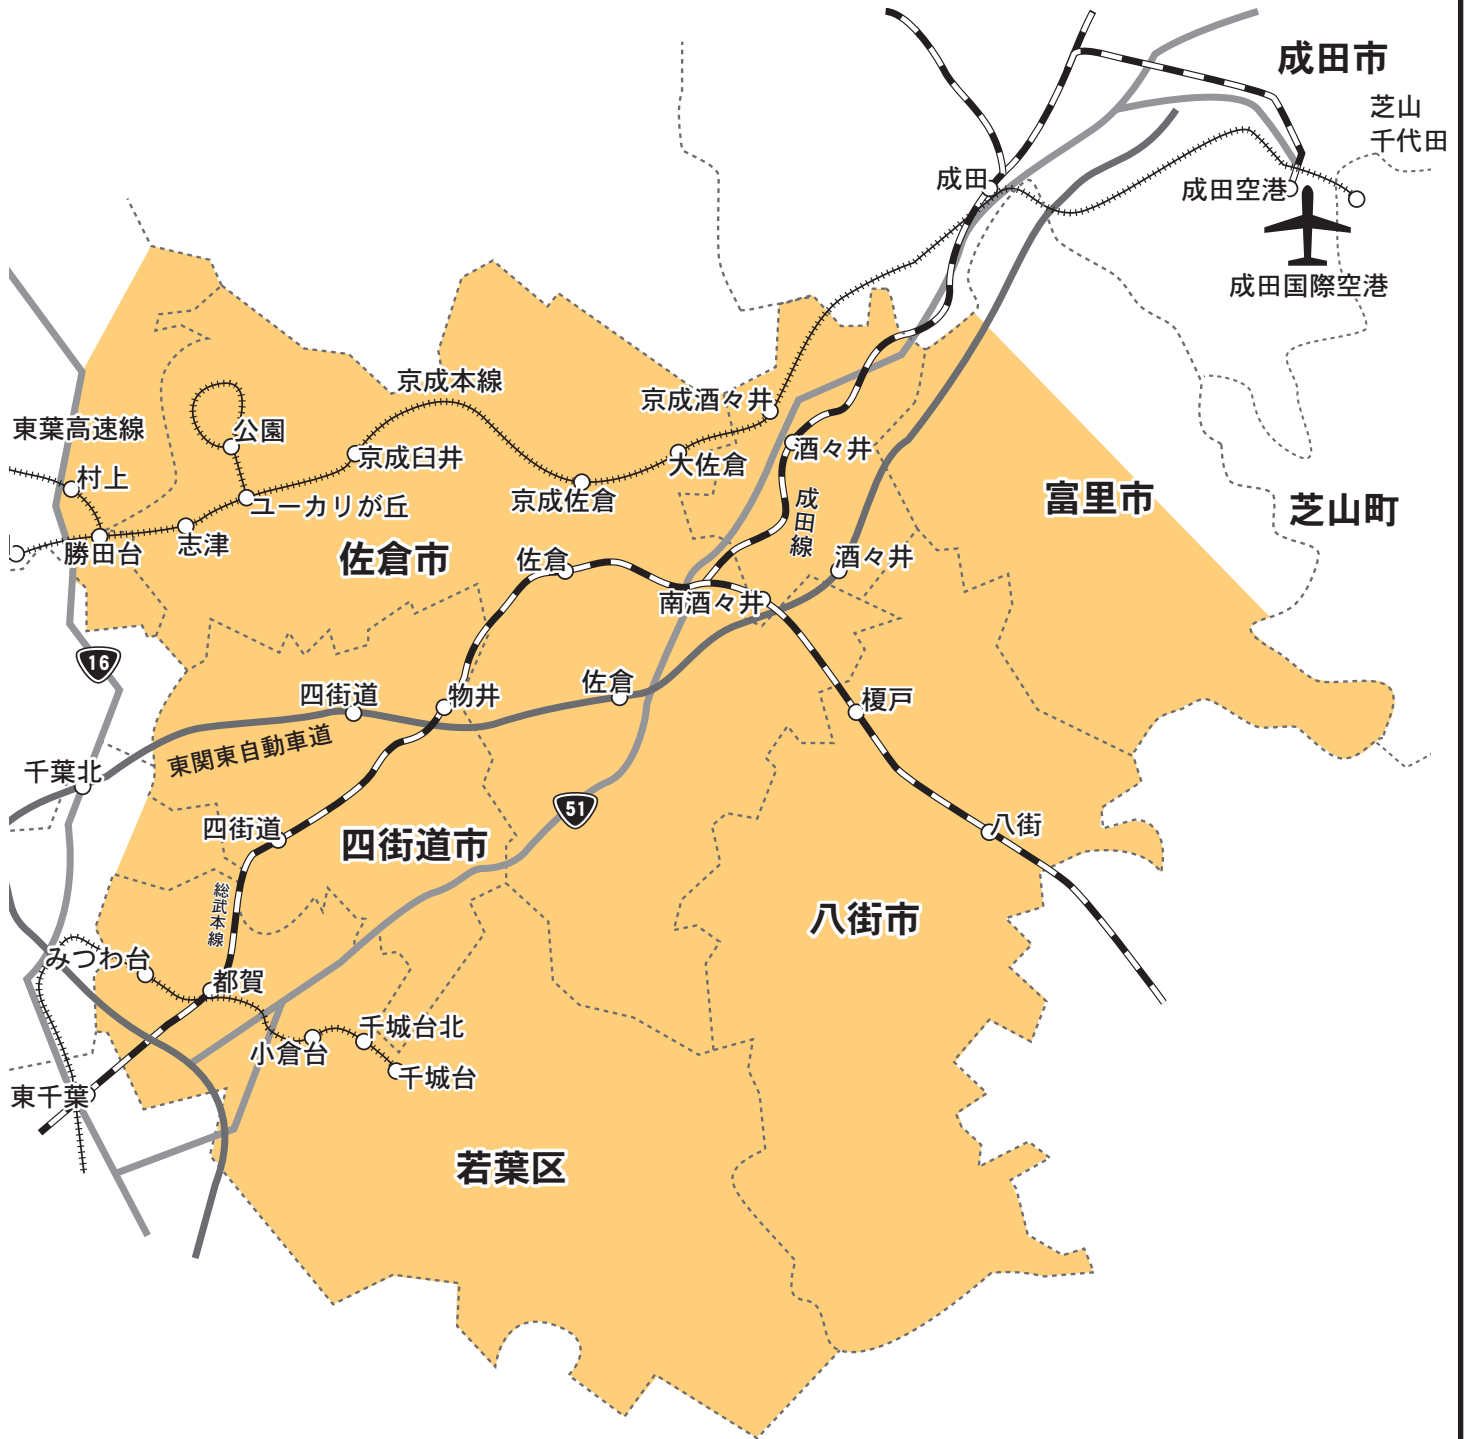 成田市
芝山
千代田
成田
成田空港
成田国際空港
京成本線
京成酒々井
東葉高速線
公園
京成臼井
大佐倉
酒々井
村上
ユーカリが丘
京成佐倉
成田線
富里市
芝山町
勝田台
志津
佐倉市
佐倉
酒々井
南酒々井
16
四街道
物井
佐倉
榎戸
東関東自動車道
千葉北
51
四街道
四街道市
八街
総武本線
八街市
みつわ台
都賀
千城台北
小倉台
千城台
東千葉
若葉区